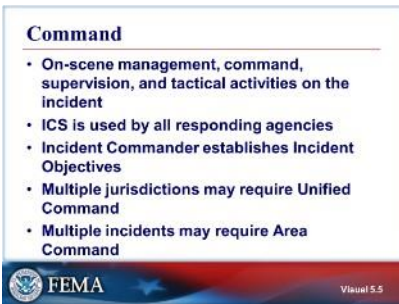 Command
• On-scene management, command,
supervision, and tactical activities on the
incident
• ICS is used by all responding agencies
• Incident Commander establishes Incident
Objectives
• Multiple jurisdictions may require Unified
Command
• Multiple incidents may require Area
Command
FEMA
Visual 5.5